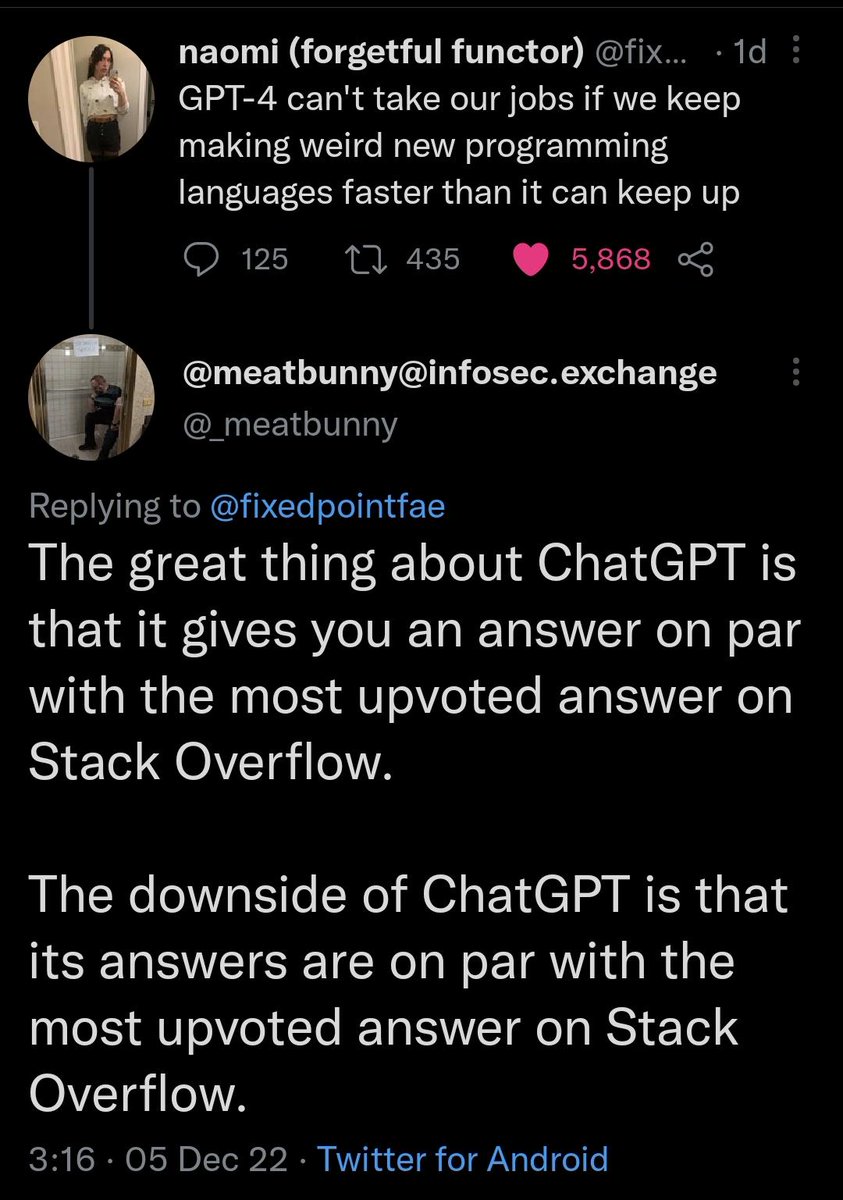 naomi (forgetful functor) @fix... · 1d
GPT-4 can't take our jobs if we keep
making weird new programming
languages faster than it can keep up
125 435 5,868
@meatbunny@infosec.exchange
@_meatbunny
Replying to @fixedpointfae
The great thing about ChatGPT is
that it gives you an answer on par
with the most upvoted answer on
Stack Overflow.
The downside of ChatGPT is that
its answers are on par with the
most upvoted answer on Stack
Overflow.
3:16 · 05 Dec 22 · Twitter for Android